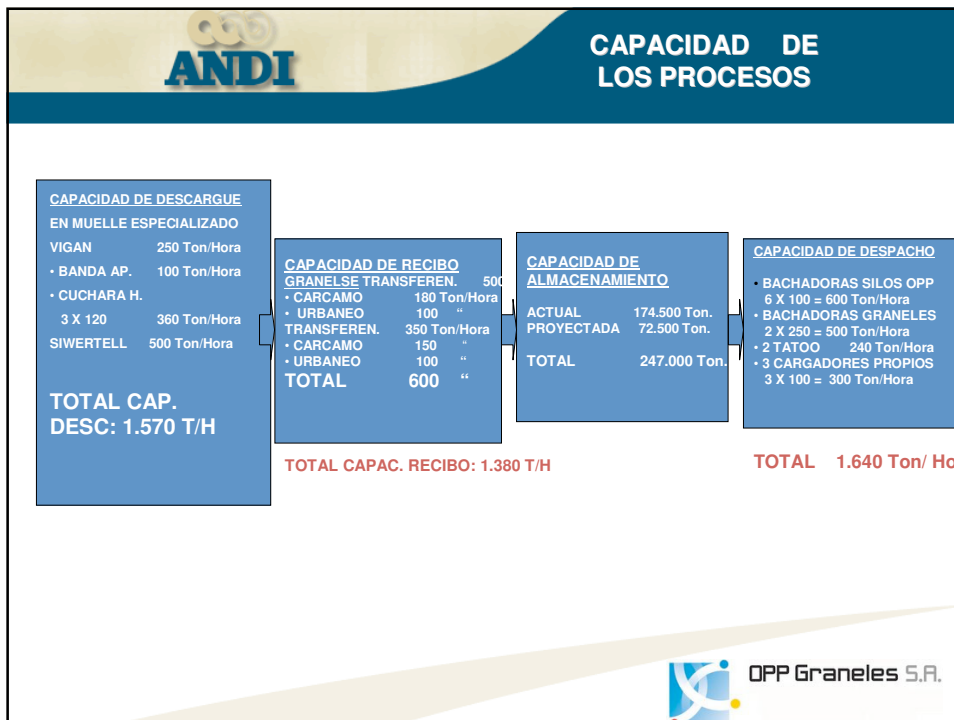 ANDI
CAPACIDAD DE
LOS PROCESOS
CAPACIDAD DE DESCARGUE
EN MUELLE ESPECIALIZADO
VIGAN 250 Ton/Hora
• BANDA AP. 100 Ton/Hora
• CUCHARA H.
3 X 120 360 Ton/Hora
SIWERTELL 500 Ton/Hora
TOTAL CAP.
DESC: 1.570 T/H
CAPACIDAD DE RECIBO
GRANELSE TRANSFEREN. 500
• CARCAMO 180 Ton/Hora
• URBANEO 100 “
TRANSFEREN. 350 Ton/Hora
• CARCAMO 150 “
• URBANEO 100 “
TOTAL 600 “
TOTAL CAPAC. RECIBO: 1.380 T/H
CAPACIDAD DE
ALMACENAMIENTO
ACTUAL 174.500 Ton.
PROYECTADA 72.500 Ton.
TOTAL 247.000 Ton.
CAPACIDAD DE DESPACHO
• BACHADORAS SILOS OPP
6 X 100 = 600 Ton/Hora
• BACHADORAS GRANELES
2 X 250 = 500 Ton/Hora
• 2 TATOO 240 Ton/Hora
• 3 CARGADORES PROPIOS
3 X 100 = 300 Ton/Hora
TOTAL 1.640 Ton/ Ho
OPP Graneles S.A.